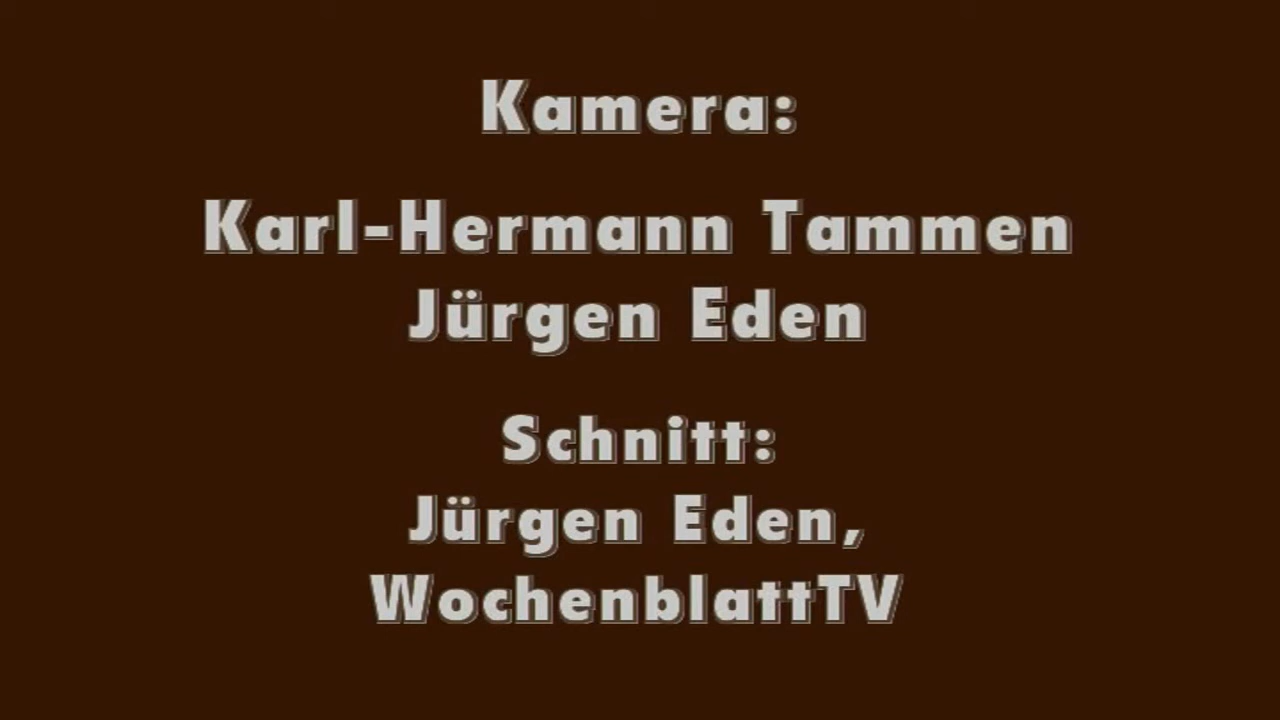 Kamera:
Karl-Hermann Tammen
Jürgen Eden
Schnitt:
Jürgen Eden,
WochenblattTV